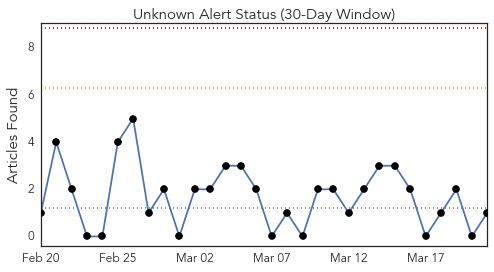 Unknown Alert Status (30-Day Window)
Articles Found
8
6
4
2
0
Feb 20
Feb 25
Mar 02
Mar 07
Mar 12
Mar 17